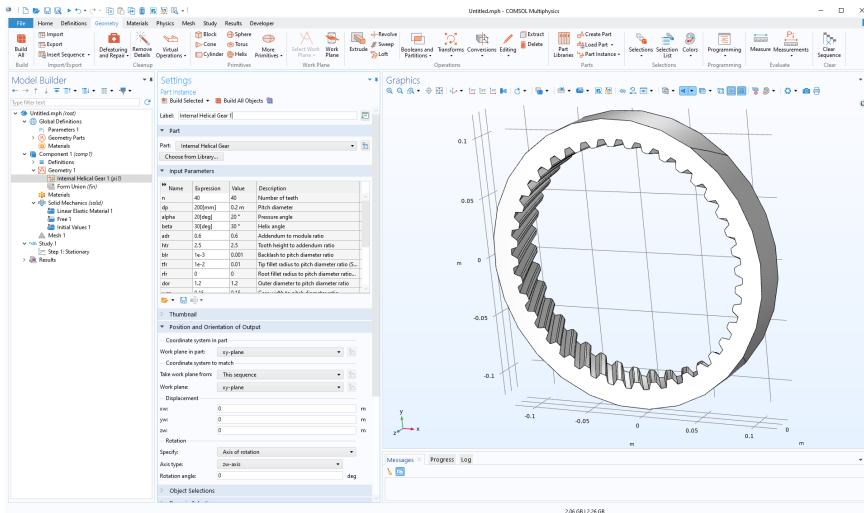 Untitled.mph - COMSOL Multiphysics
File Home Definitions Geometry Materials Physics Mesh Study Results Developer
Build All
Import
Export
Insert Sequence
Defeaturing and Repair
Remove Details
Virtual Operations
Block
Cone
Cylinder
Sphere
Torus
Helix
More Primitives
Select Work Plane
Work Plane
Extrude
Revolve
Sweep
Loft
Booleans and Partitions
Transforms
Conversions
Editing
Extract
Delete
Part Libraries
Create Part
Load Part
Part Instance
Selections
Selection List
Colors
Programming
Measure
Measurements
Clear Sequence
Build Import/Export Cleanup Primitives Work Plane Operations Parts Selections Programming Evaluate Clear
Model Builder
Type filter text
Untitled.mph (root)
Global Definitions
Pi Parameters 1
Geometry Parts
Materials
Component 1 (comp 1)
Definitions
Geometry 1
Internal Helical Gear 1 (pi1)
Form Union (fin)
Materials
Solid Mechanics (solid)
Linear Elastic Material 1
Free 1
Initial Values 1
Mesh 1
Study 1
Step 1: Stationary
Results
Settings
Part Instance
Build Selected Build All Objects
Label: Internal Helical Gear 1
Part
Part: Internal Helical Gear
Choose from Library...
Input Parameters
Name Expression Value Description
n 40 40 Number of teeth
dp 200[mm] 0.2 m Pitch diameter
alpha 20[deg] 20 ° Pressure angle
beta 30[deg] 30 ° Helix angle
adr 0.6 0.6 Addendum to module ratio
htr 2.5 2.5 Tooth height to addendum ratio
blr 1e-3 0.001 Backlash to pitch diameter ratio
tfr 1e-2 0.01 Tip fillet radius to pitch diameter ratio (S...
rfr 0 0 Root fillet radius to pitch diameter ratio...
dor 1.2 1.2 Outer diameter to pitch diameter ratio
Thumbnail
Position and Orientation of Output
Coordinate system in part
Work plane in part: xy-plane
Coordinate system to match
Take work plane from: This sequence
Work plane: xy-plane
Displacement
xw: 0 m
yw: 0 m
zw: 0 m
Rotation
Specify: Axis of rotation
Axis type: zw-axis
Rotation angle: 0 deg
Object Selections
Graphics
0.1
0.05
m 0
-0.05
-0.1
-0.1 -0.05 0 0.05 0.1
m
0
m
y
z x
Messages Progress Log
2.06 GB | 2.26 GB